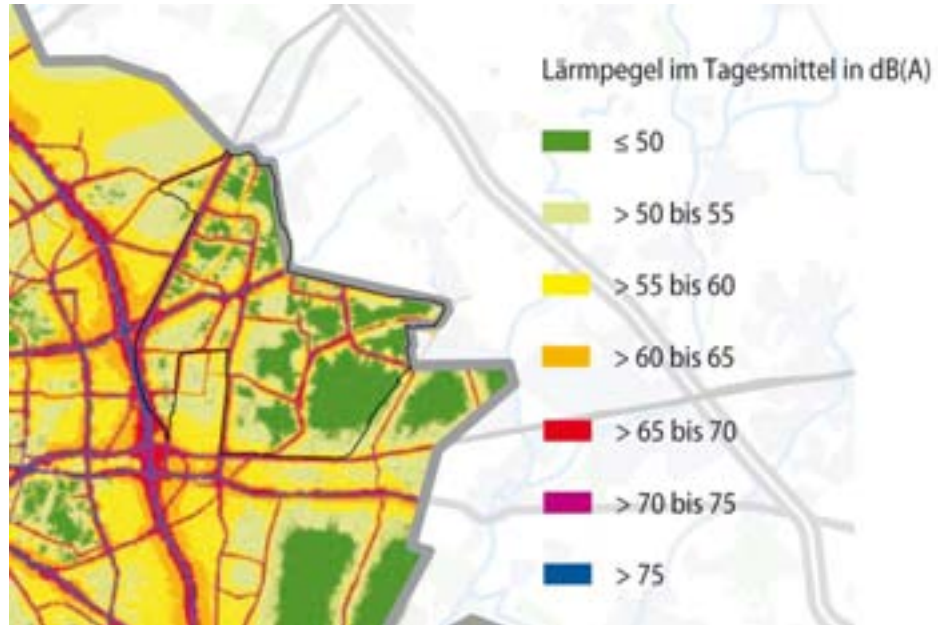 Lärmpegel im Tagesmittel in dB(A)
≤ 50
> 50 bis 55
> 55 bis 60
> 60 bis 65
> 65 bis 70
> 70 bis 75
> 75